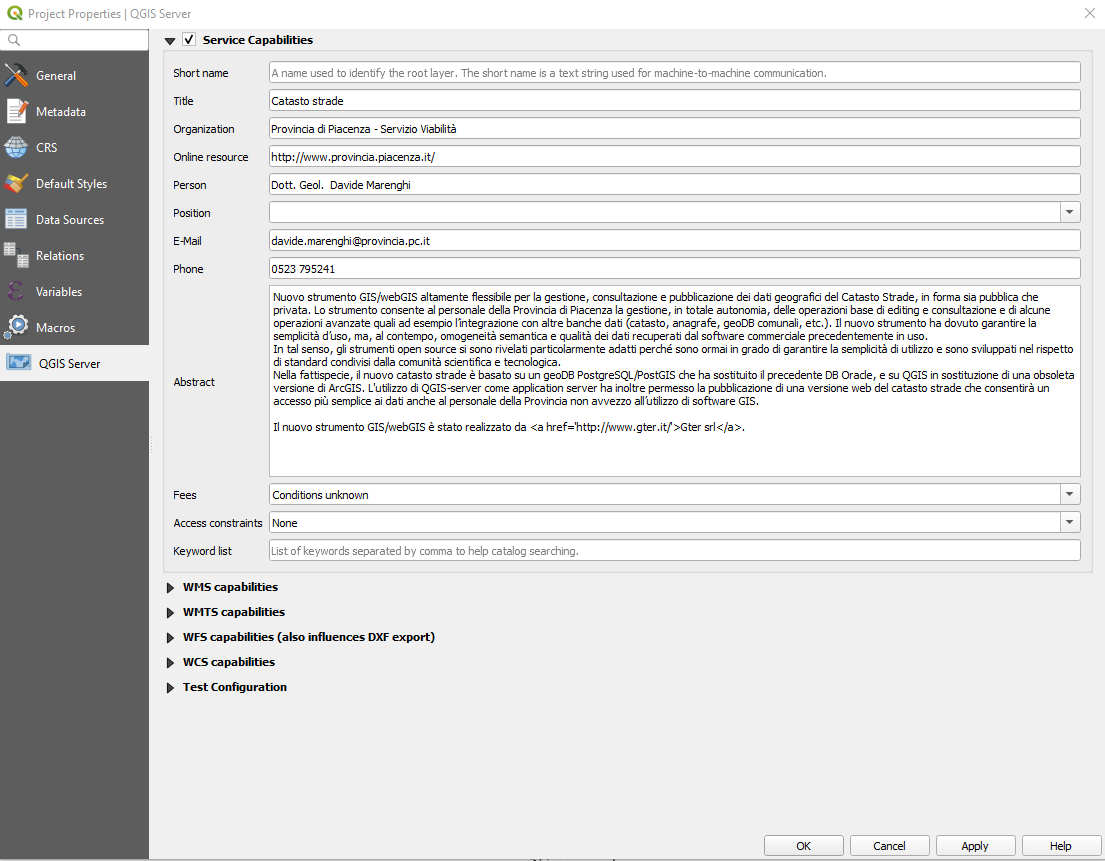 Project Properties | QGIS Server
General
Metadata
CRS
Default Styles
Data Sources
Relations
Variables
Macros
QGIS Server
Service Capabilities
Short name
A name used to identify the root layer. The short name is a text string used for machine-to-machine communication.
Title
Catasto strade
Organization
Provincia di Piacenza - Servizio Viabilità
Online resource
http://www.provincia.piacenza.it/
Person
Dott. Geol.  Davide Marenghi
Position
E-Mail
davide.marenghi@provincia.pc.it
Phone
0523 795241
Abstract
Nuovo strumento GIS/webGIS altamente flessibile per la gestione, consultazione e pubblicazione dei dati geografici del Catasto Strade, in forma sia pubblica che
privata. Lo strumento consente al personale della Provincia di Piacenza la gestione, in totale autonomia, delle operazioni base di editing e consultazione e di alcune
operazioni avanzate quali ad esempio l'integrazione con altre banche dati (catasto, anagrafe, geoDB comunali, etc.). Il nuovo strumento ha dovuto garantire la
semplicità d'uso, ma, al contempo, omogeneità semantica e qualità dei dati recuperati dal software commerciale precedentemente in uso.
In tal senso, gli strumenti open source si sono rivelati particolarmente adatti perché sono ormai in grado di garantire la semplicità di utilizzo e sono sviluppati nel rispetto
di standard condivisi dalla comunità scientifica e tecnologica.
Nella fattispecie, il nuovo catasto strade è basato su un geoDB PostgreSQL/PostGIS che ha sostituito il precedente DB Oracle, e su QGIS in sostituzione di una obsoleta
versione di ArcGIS. L'utilizzo di QGIS-server come application server ha inoltre permesso la pubblicazione di una versione web del catasto strade che consentirà un
accesso più semplice ai dati anche al personale della Provincia non avvezzo all'utilizzo di software GIS.
Il nuovo strumento GIS/webGIS è stato realizzato da <a href='http://www.gter.it/'>Gter srl</a>.
Fees
Conditions unknown
Access constraints
None
Keyword list
List of keywords separated by comma to help catalog searching.
WMS capabilities
WMTS capabilities
WFS capabilities (also influences DXF export)
WCS capabilities
Test Configuration
OK
Cancel
Apply
Help